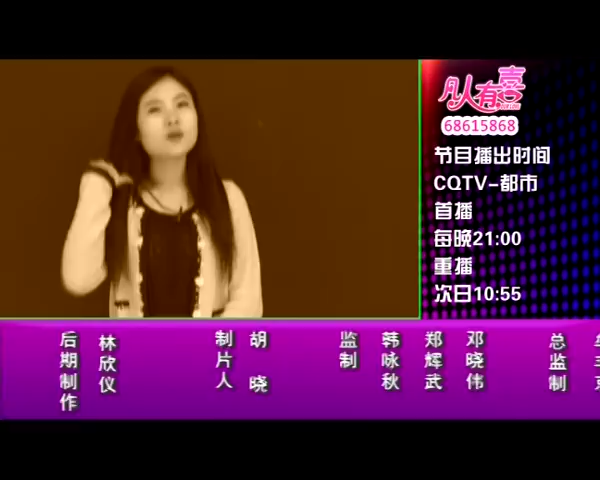 凡人有喜
68615868
节目播出时间
CQTV-都市
首播
每晚21:00
重播
次日10:55
后期制作
林欣仪
制片人
胡晓
监制
韩咏秋
郑辉武
邓晓伟
总监制